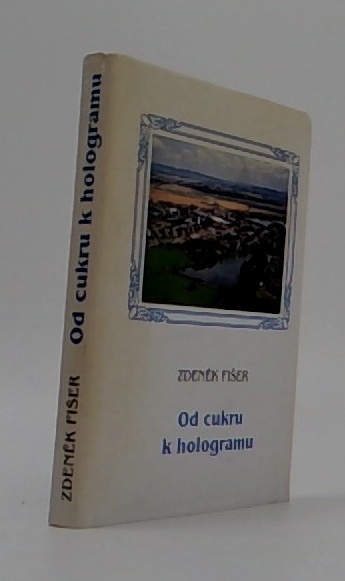 ZDENĚK FIŠER Od cukru k hologramu
ZDENĚK FIŠER
Od cukru
k hologramu